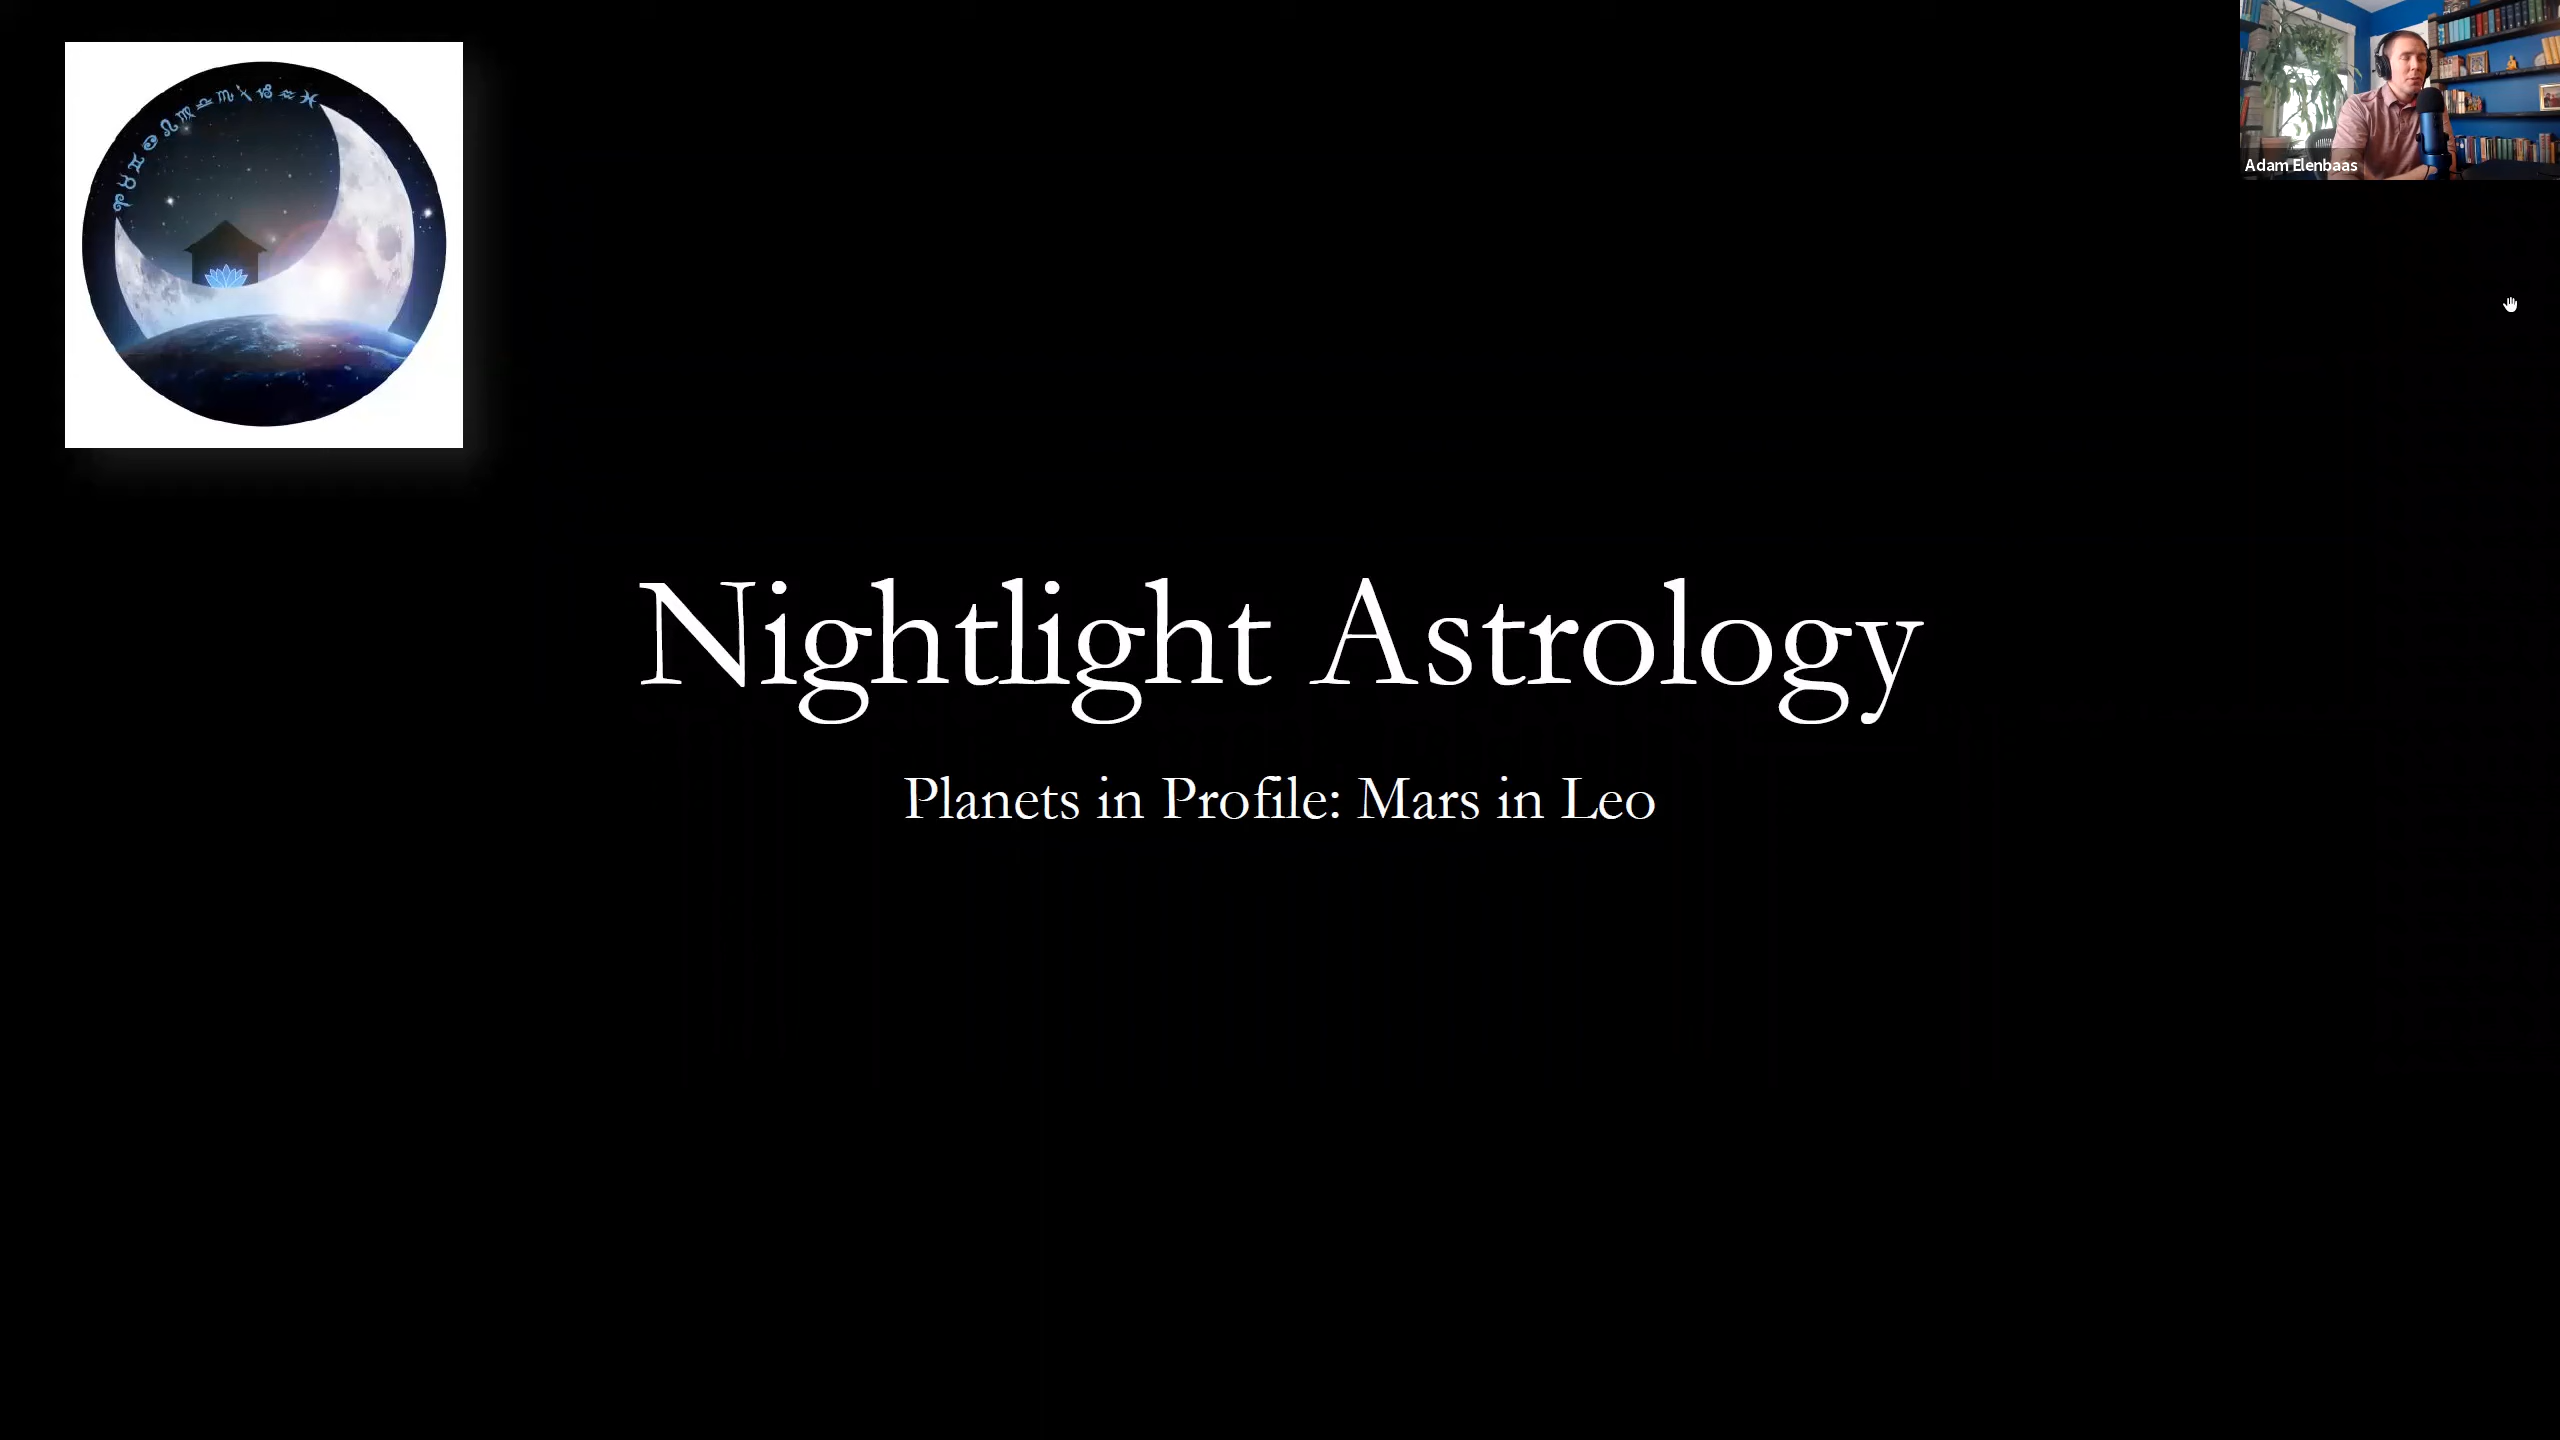 ♈♉♊♋♌♍♎♏♐♑♒♓
Adam Elenbaas
Nightlight Astrology
Planets in Profile: Mars in Leo